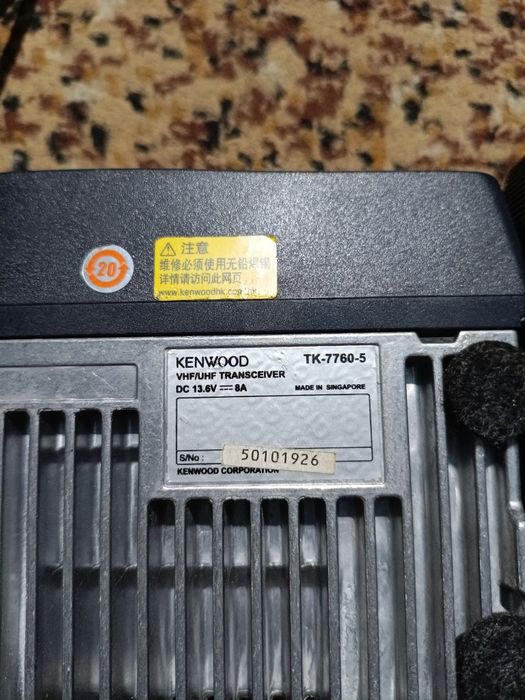 20
注意
维修必须使用无铅焊锡
详情请访问此网页
www.kenwoodhk.com.hk
KENWOOD TK-7760-5
VHF/UHF TRANSCEIVER
DC 13.6V ⎓ 8A MADE IN SINGAPORE
S/No : 50101926
KENWOOD CORPORATION